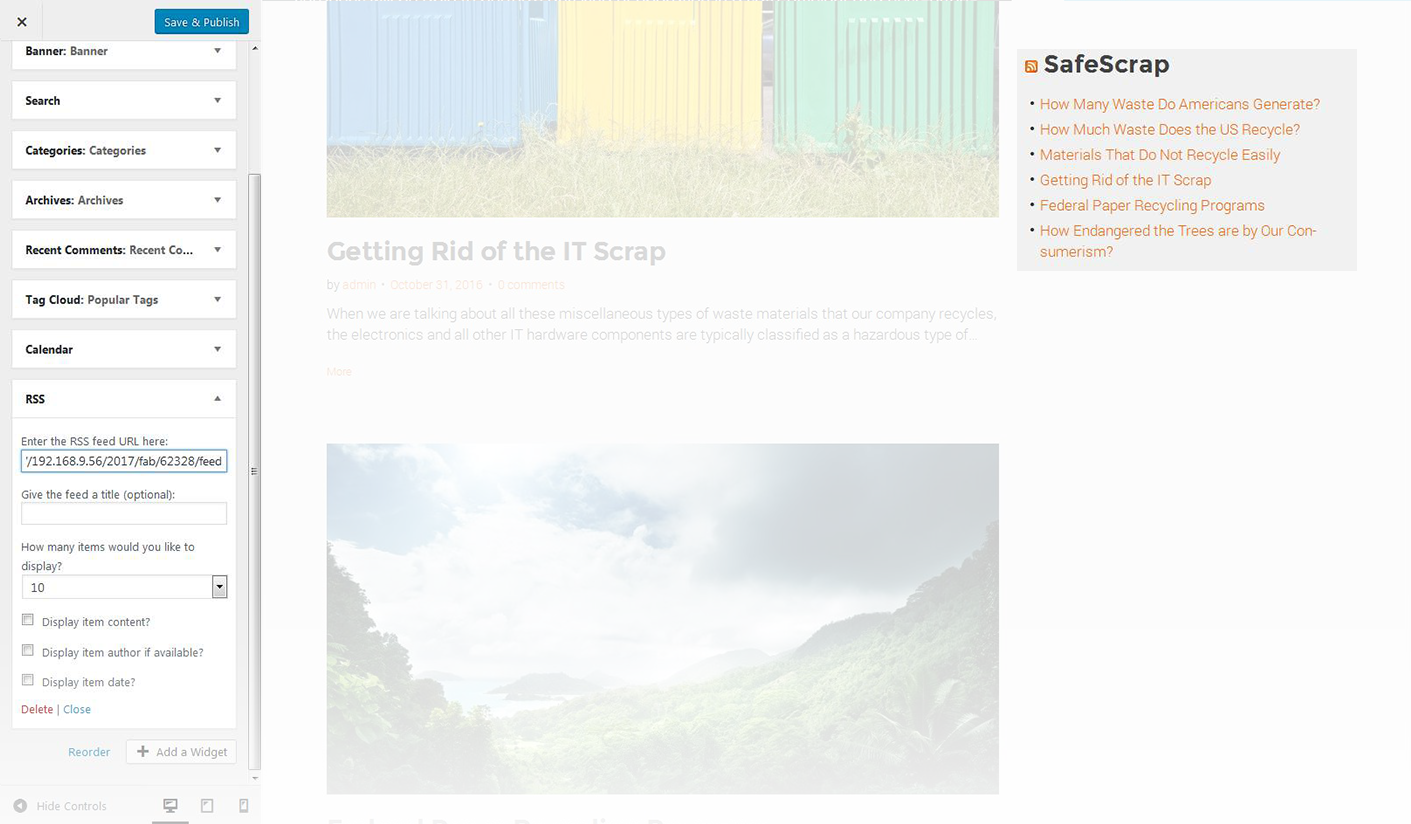 Save & Publish
Banner: Banner
Search
Categories: Categories
Archives: Archives
Recent Comments: Recent Co...
Tag Cloud: Popular Tags
Calendar
RSS
Enter the RSS feed URL here:
'/192.168.9.56/2017/fab/62328/feed
Give the feed a title (optional):
How many items would you like to
display?
10
Display item content?
Display item author if available?
Display item date?
Delete | Close
Reorder
Add a Widget
Hide Controls
Getting Rid of the IT Scrap
by admin • October 31, 2016 • 0 comments
When we are talking about all these miscellaneous types of waste materials that our company recycles,
the electronics and all other IT hardware components are typically classified as a hazardous type of...
More
SafeScrap
• How Many Waste Do Americans Generate?
• How Much Waste Does the US Recycle?
• Materials That Do Not Recycle Easily
• Getting Rid of the IT Scrap
• Federal Paper Recycling Programs
• How Endangered the Trees are by Our Con-
sumerism?